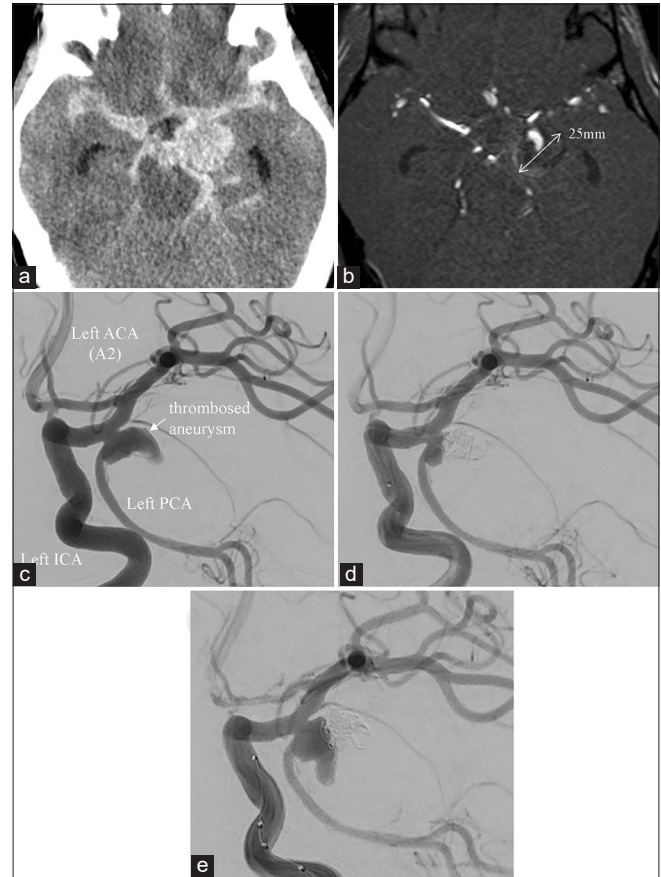 a
b
25mm
Left ACA
(A2)
thrombosed
aneurysm
Left PCA
Left ICA
c
d
e